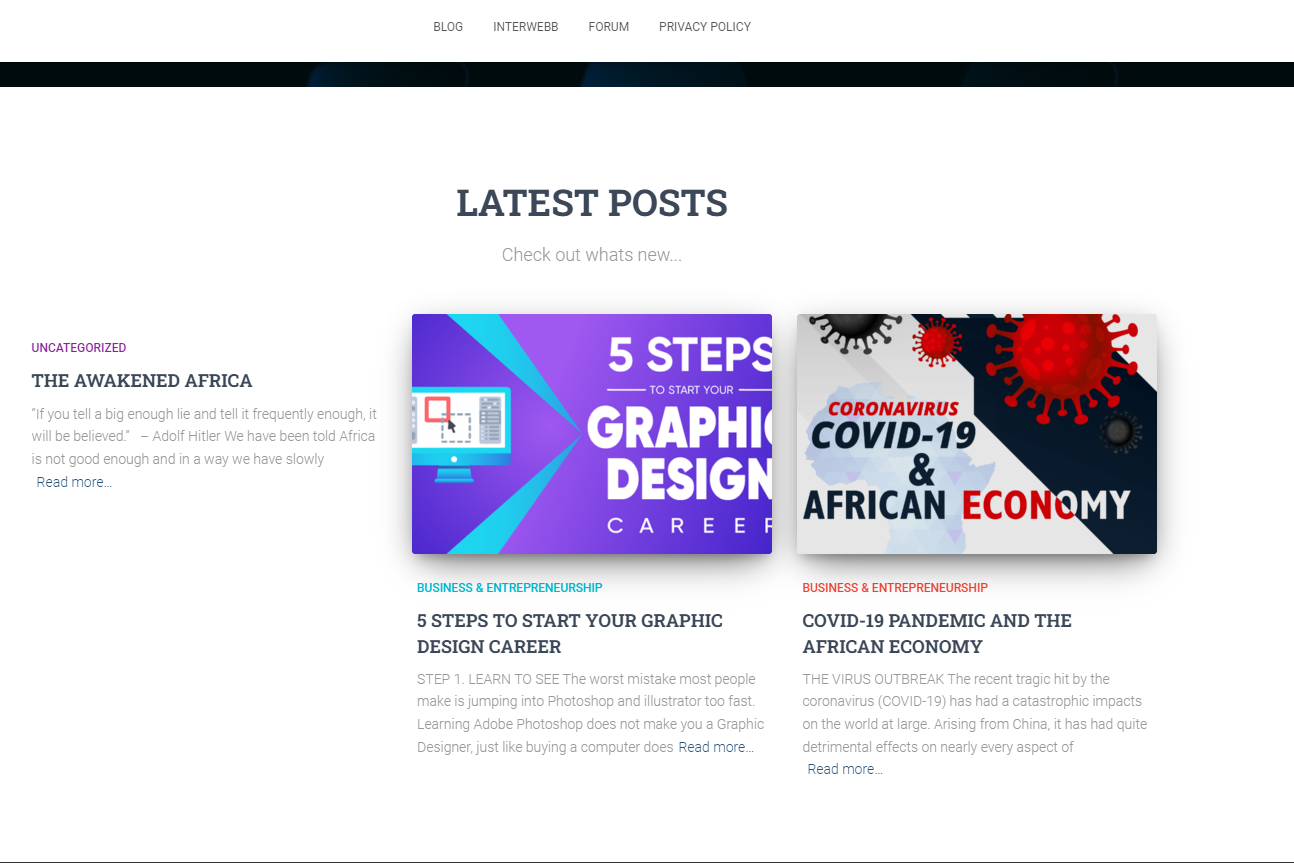 BLOG INTERWEBB FORUM PRIVACY POLICY
LATEST POSTS
Check out whats new...
UNCATEGORIZED
THE AWAKENED AFRICA
“If you tell a big enough lie and tell it frequently enough, it
will be believed.” – Adolf Hitler We have been told Africa
is not good enough and in a way we have slowly
Read more…
5 STEPS
TO START YOUR
GRAPHIC
DESIGN
CAREER
BUSINESS & ENTREPRENEURSHIP
5 STEPS TO START YOUR GRAPHIC
DESIGN CAREER
STEP 1. LEARN TO SEE The worst mistake most people
make is jumping into Photoshop and illustrator too fast.
Learning Adobe Photoshop does not make you a Graphic
Designer, just like buying a computer does Read more…
CORONAVIRUS
COVID-19
&
AFRICAN ECONOMY
BUSINESS & ENTREPRENEURSHIP
COVID-19 PANDEMIC AND THE
AFRICAN ECONOMY
THE VIRUS OUTBREAK The recent tragic hit by the
coronavirus (COVID-19) has had a catastrophic impacts
on the world at large. Arising from China, it has had quite
detrimental effects on nearly every aspect of
Read more…